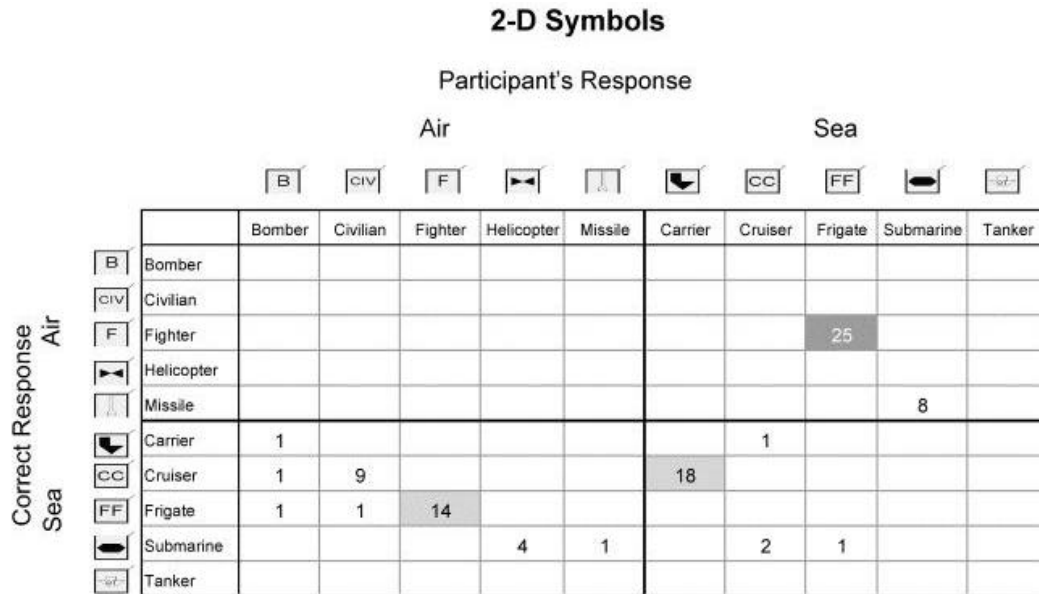 2-D Symbols
Participant's Response
Air Sea
B CIV F CC FF
Bomber Civilian Fighter Helicopter Missile Carrier Cruiser Frigate Submarine Tanker
Correct Response
Air
B Bomber
CIV Civilian
F Fighter 25
Helicopter
Missile 8
Sea
Carrier 1 1
CC Cruiser 1 9 18
FF Frigate 1 1 14
Submarine 4 1 2 1
Tanker